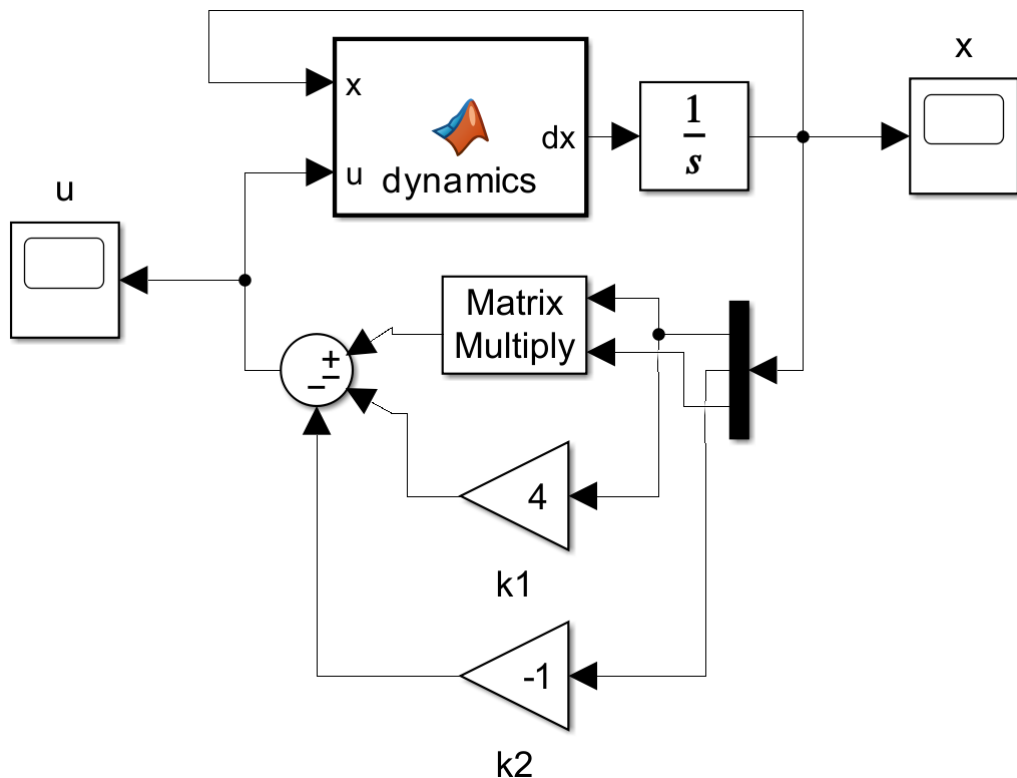 x
x
dx
1
s
u
u
dynamics
Matrix
Multiply
+
−
−
4
k1
-1
k2